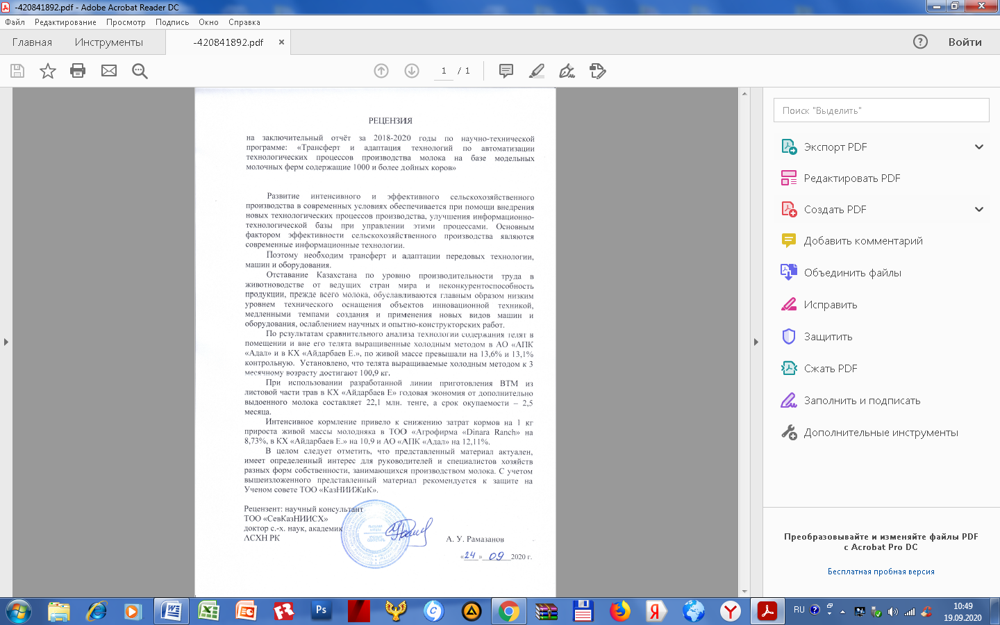 -420841892.pdf - Adobe Acrobat Reader DC
Файл Редактирование Просмотр Подпись Окно Справка
Главная Инструменты -420841892.pdf × Войти
1 / 1
РЕЦЕНЗИЯ
на заключительный отчёт за 2018-2020 годы по научно-технической
программе: «Трансферт и адаптация технологий по автоматизации
технологических процессов производства молока на базе модельных
молочных ферм содержащие 1000 и более дойных коров»
Развитие интенсивного и эффективного сельскохозяйственного
производства в современных условиях обеспечивается при помощи внедрения
новых технологических процессов производства, улучшения информационно-
технологической базы при управлении этими процессами. Основным
фактором эффективности сельскохозяйственного производства являются
современные информационные технологии.
Поэтому необходим трансферт и адаптации передовых технологии,
машин и оборудования.
Отставание Казахстана по уровню производительности труда в
животноводстве от ведущих стран мира и неконкурентоспособность
продукции, прежде всего молока, обуславливаются главным образом низким
уровнем технического оснащения объектов инновационной техникой,
медленными темпами создания и применения новых видов машин и
оборудования, ослаблением научных и опытно-конструкторских работ.
По результатам сравнительного анализа технологии содержания телят в
помещении и вне его телята выращивенные холодным методом в АО «АПК
«Адал» и в КХ «Айдарбаев Е.», по живой массе превышали на 13,6% и 13,1%
контрольную. Установлено, что телята выращиваемые холодным методом к 3
месячному возрасту достигают 100,9 кг.
При использовании разработанной линии приготовления ВТМ из
листовой части трав в КХ «Айдарбаев Е» годовая экономия от дополнительно
выдоенного молока составляет 22,1 млн. тенге, а срок окупаемости – 2,5
месяца.
Интенсивное кормление привело к снижению затрат кормов на 1 кг
прироста живой массы молодняка в ТОО «Агрофирма «Dinara Ranch» на
8,73%, в КХ «Айдарбаев Е.» на 10,9 и АО «АПК «Адал» на 12,11%.
В целом следует отметить, что представленный материал актуален,
имеет определенный интерес для руководителей и специалистов хозяйств
разных форм собственности, занимающихся производством молока. С учетом
вышеизложенного представленный материал рекомендуется к защите на
Ученом совете ТОО «КазНИИЖиК».
Рецензент: научный консультант
ТОО «СевКазНИИСХ»
доктор с.-х. наук, академик
АСХН РК А. У. Рамазанов
«24» 09 2020 г.
Поиск "Выделить"
Экспорт PDF
Редактировать PDF
Создать PDF
Добавить комментарий
Объединить файлы
Исправить
Защитить
Сжать PDF
Заполнить и подписать
Дополнительные инструменты
Преобразовывайте и изменяйте файлы PDF
с Acrobat Pro DC
Бесплатная пробная версия
RU
10:49
19.09.2020